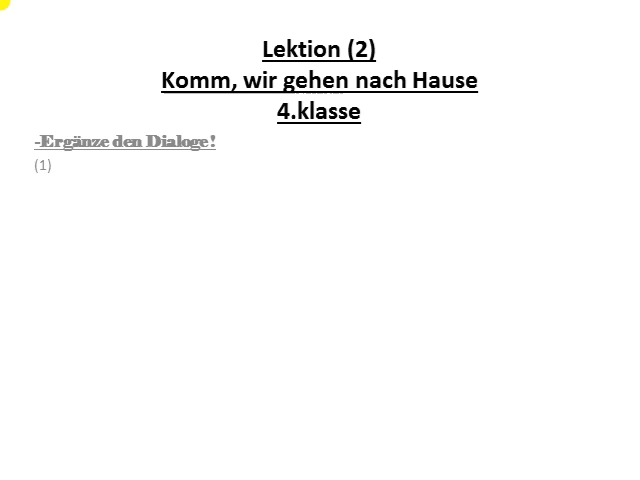 Lektion (2)
Komm, wir gehen nach Hause
4.klasse
-Ergänze den Dialoge!
(1)